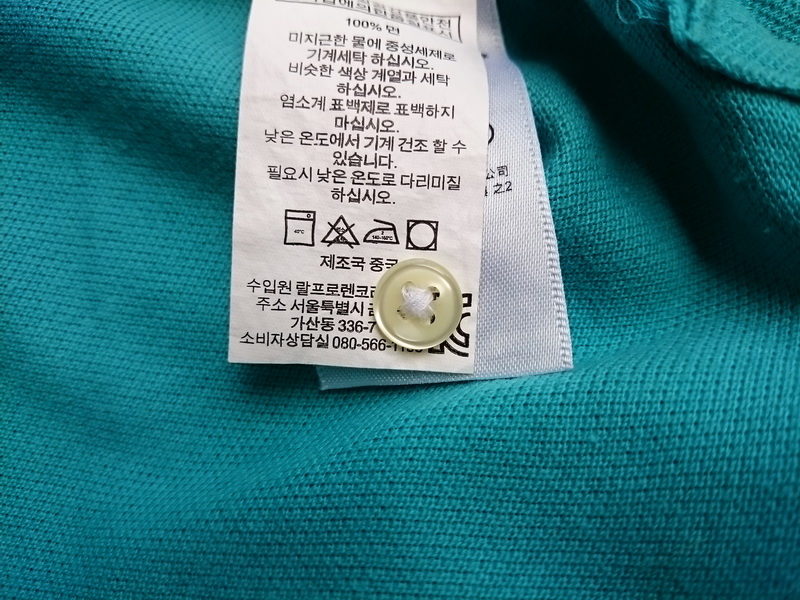 100% 면
미지근한 물에 중성세제로
기계세탁 하십시오.
비슷한 색상 계열과 세탁
하십시오.
염소계 표백제로 표백하지
마십시오.
낮은 온도에서 기계 건조 할 수
있습니다.
필요시 낮은 온도로 다리미질
하십시오.
제조국 중국
수입원 랄프로렌코리
주소 서울특별시
가산동 336-7
소비자상담실 080-566-
公司
之2